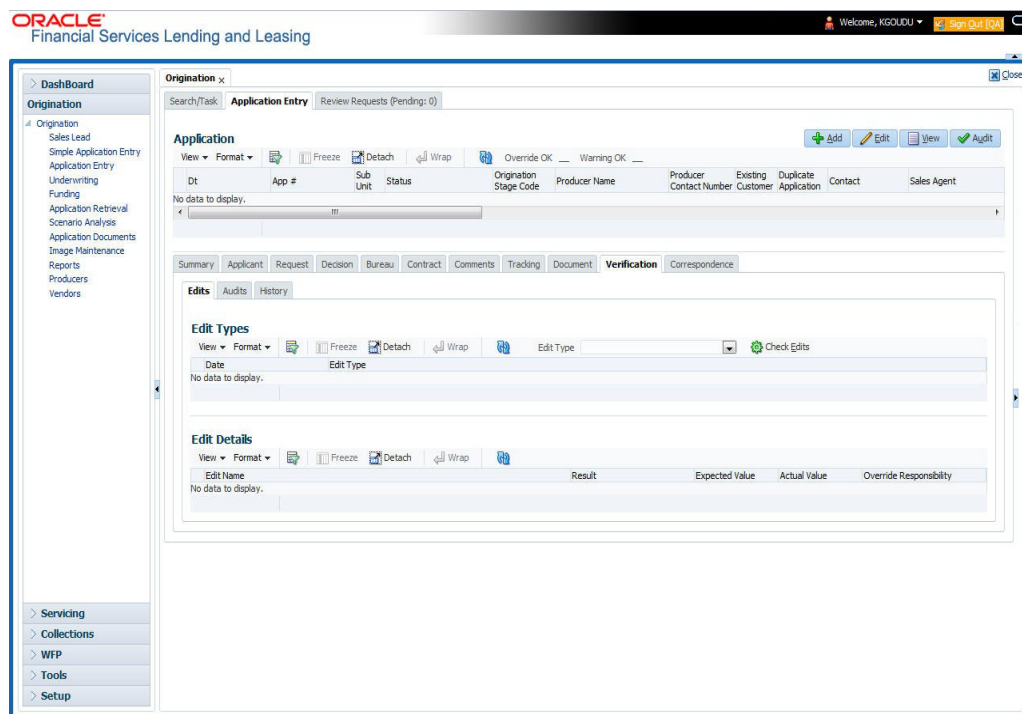 ORACLE
Financial Services Lending and Leasing
Welcome, KGOUDU
Sign Out [QA]
Close
DashBoard
Origination
Origination
Sales Lead
Simple Application Entry
Application Entry
Underwriting
Funding
Application Retrieval
Scenario Analysis
Application Documents
Image Maintenance
Reports
Producers
Vendors
Servicing
Collections
WFP
Tools
Setup
Origination x
Search/Task Application Entry Review Requests (Pending: 0)
Application
Add Edit View Audit
View Format Freeze Detach Wrap Override OK __ Warning OK __
Dt App # Sub Unit Status Origination Stage Code Producer Name Producer Contact Number Existing Customer Duplicate Application Contact Sales Agent
No data to display.
Summary Applicant Request Decision Bureau Contract Comments Tracking Document Verification Correspondence
Edits Audits History
Edit Types
View Format Freeze Detach Wrap Edit Type Check Edits
Date Edit Type
No data to display.
Edit Details
View Format Freeze Detach Wrap
Edit Name Result Expected Value Actual Value Override Responsibility
No data to display.